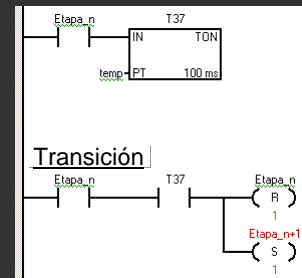 Etapa_n T37
IN TON
temp PT 100 ms
Transición
Etapa_n T37 Etapa_n
R
1
Etapa_n+1
S
1